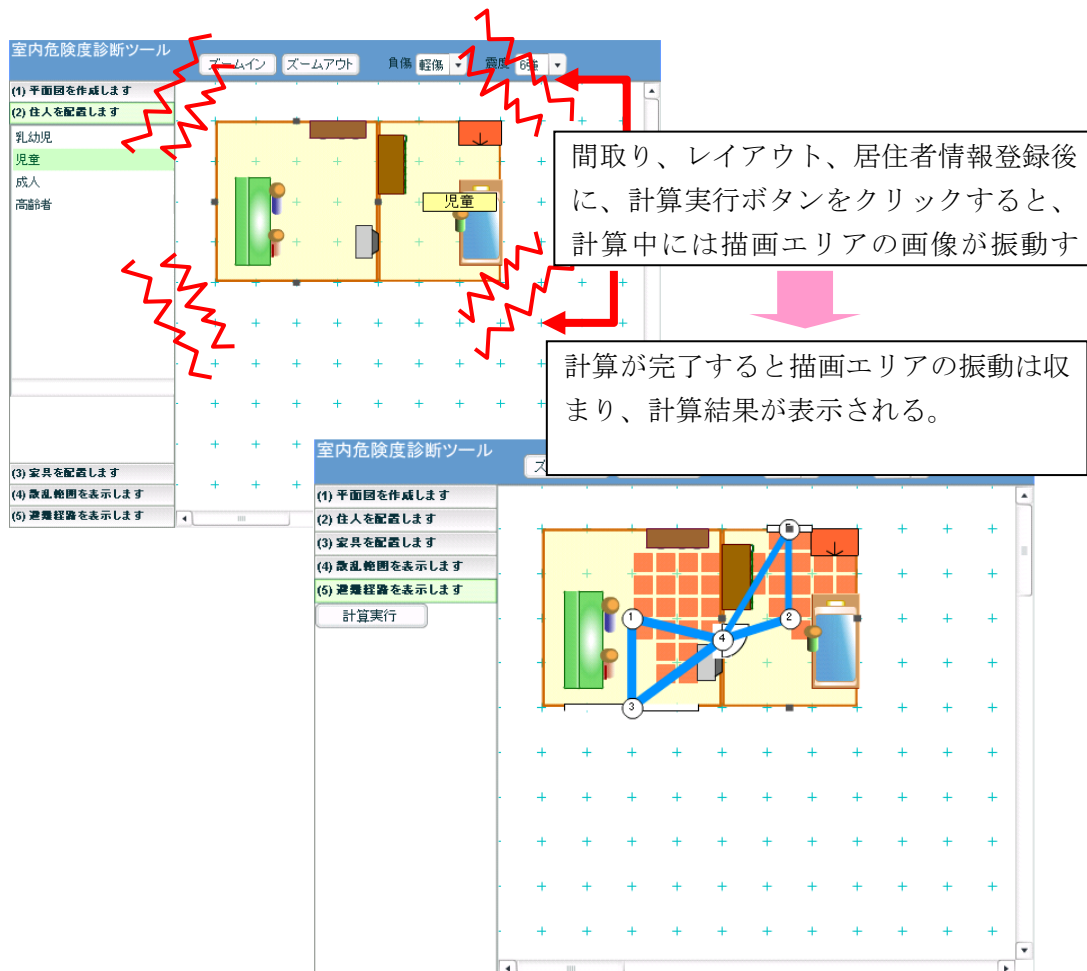 室内危険度診断ツール
ズームイン ズームアウト 負傷 軽傷 震度 6強
(1) 平面図を作成します
(2) 住人を配置します
乳幼児
児童
成人
高齢者
児童
(3) 家具を配置します
(4) 散乱範囲を表示します
(5) 避難経路を表示します
間取り、レイアウト、居住者情報登録後
に、計算実行ボタンをクリックすると、
計算中には描画エリアの画像が振動す
計算が完了すると描画エリアの振動は収
まり、計算結果が表示される。
室内危険度診断ツール
(1) 平面図を作成します
(2) 住人を配置します
(3) 家具を配置します
(4) 散乱範囲を表示します
(5) 避難経路を表示します
計算実行
1
2
4
3